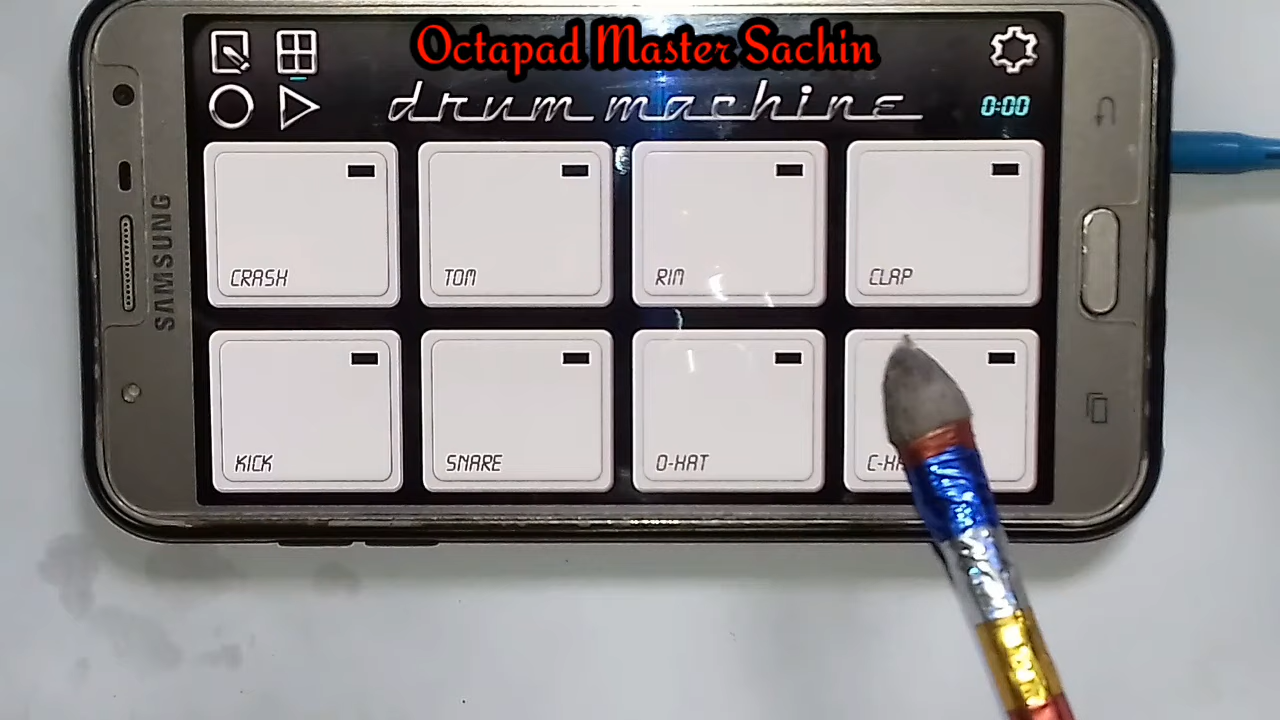 Octapad Master Sachin
drum machine
0:00
SAMSUNG
CRASH
TOM
RIM
CLAP
KICK
SNARE
O-HAT